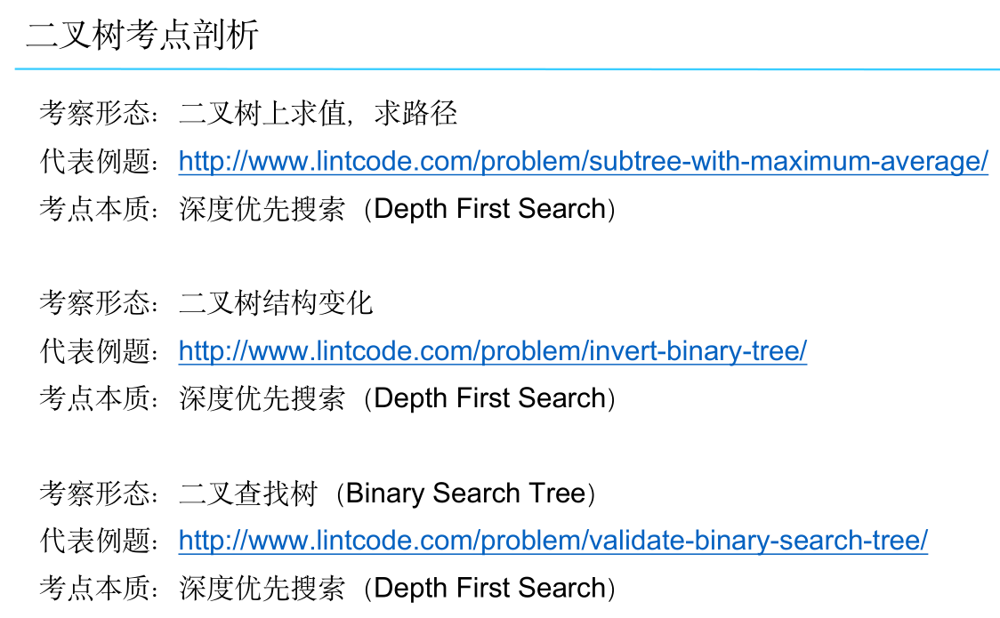 二叉树考点剖析
考察形态：二叉树上求值，求路径
代表例题：http://www.lintcode.com/problem/subtree-with-maximum-average/
考点本质：深度优先搜索（Depth First Search）
考察形态：二叉树结构变化
代表例题：http://www.lintcode.com/problem/invert-binary-tree/
考点本质：深度优先搜索（Depth First Search）
考察形态：二叉查找树（Binary Search Tree）
代表例题：http://www.lintcode.com/problem/validate-binary-search-tree/
考点本质：深度优先搜索（Depth First Search）